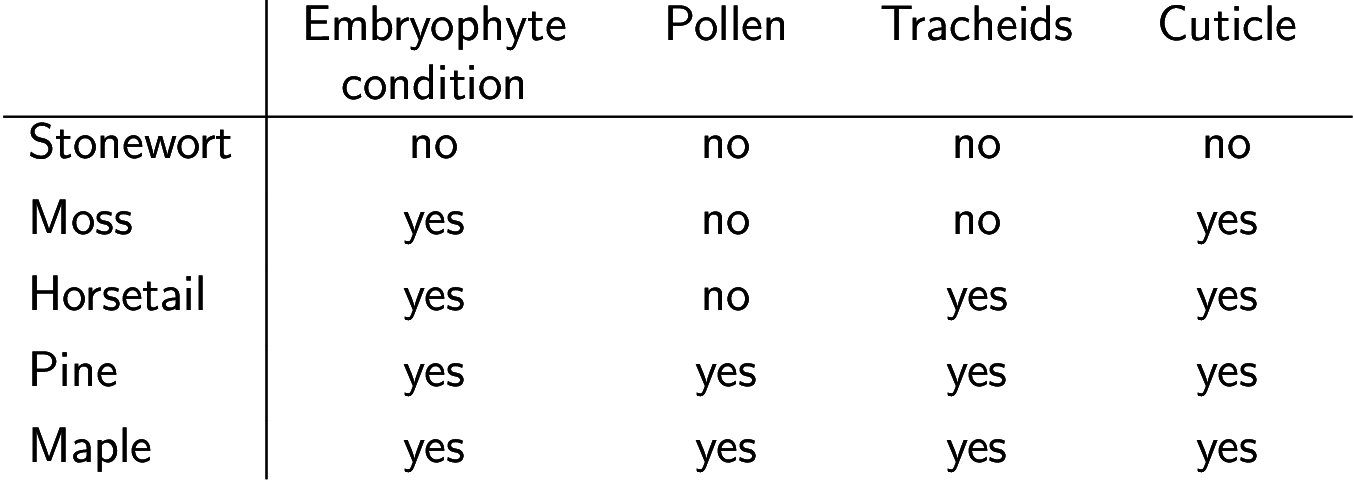 Embryophyte condition Pollen Tracheids Cuticle
Stonewort no no no no
Moss yes no no yes
Horsetail yes no yes yes
Pine yes yes yes yes
Maple yes yes yes yes